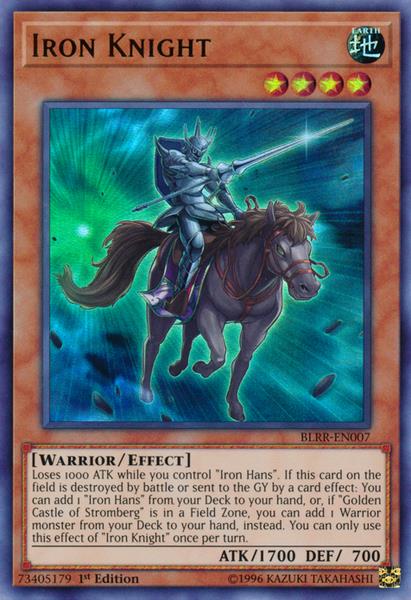 Iron Knight
EARTH
地
BLRR-EN007
[Warrior/Effect]
Loses 1000 ATK while you control "Iron Hans". If this card on the
field is destroyed by battle or sent to the GY by a card effect: You
can add 1 "Iron Hans" from your Deck to your hand, or, if "Golden
Castle of Stromberg" is in a Field Zone, you can add 1 Warrior
monster from your Deck to your hand, instead. You can only use
this effect of "Iron Knight" once per turn.
ATK/1700 DEF/ 700
73405179 1st Edition ©1996 KAZUKI TAKAHASHI